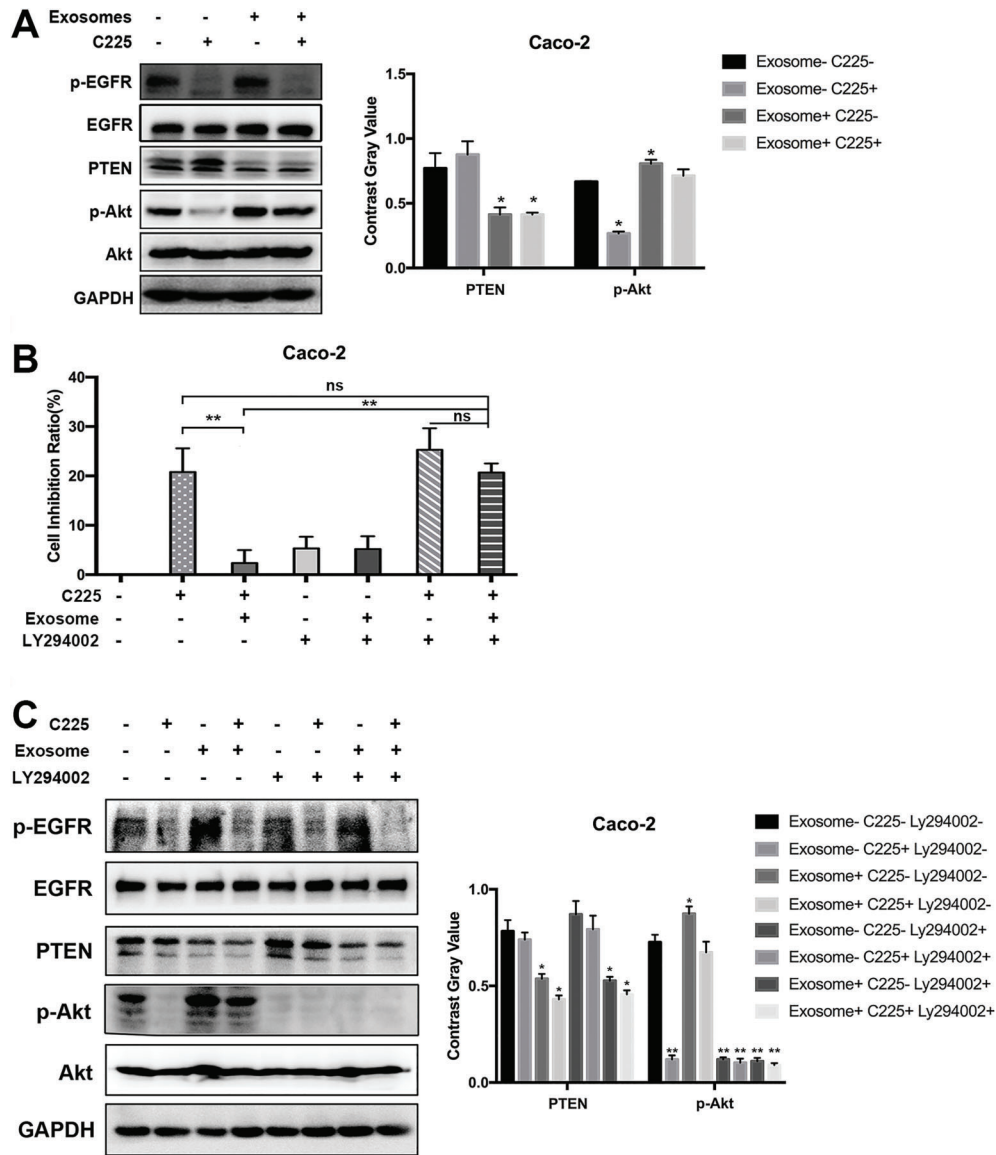 A
Exosomes - - + +
C225 - + - +
p-EGFR
EGFR
PTEN
p-Akt
Akt
GAPDH
Caco-2
Contrast Gray Value
1.5
1.0
0.5
0.0
* * * *
PTEN p-Akt
Exosome- C225-
Exosome- C225+
Exosome+ C225-
Exosome+ C225+
B
Caco-2
Cell Inhibition Ratio(%)
40
30
20
10
0
ns
**
**
ns
C225 - + + - - + +
Exosome - - + - + - +
LY294002 - - - + + + +
C
C225 - + - + - + - +
Exosome - - + + - - + +
LY294002 - - - - + + + +
p-EGFR
EGFR
PTEN
p-Akt
Akt
GAPDH
Caco-2
Contrast Gray Value
1.0
0.5
0.0
* * * * ** * ** ** ** **
PTEN p-Akt
Exosome- C225- Ly294002-
Exosome- C225+ Ly294002-
Exosome+ C225- Ly294002-
Exosome+ C225+ Ly294002-
Exosome- C225- Ly294002+
Exosome- C225+ Ly294002+
Exosome+ C225- Ly294002+
Exosome+ C225+ Ly294002+